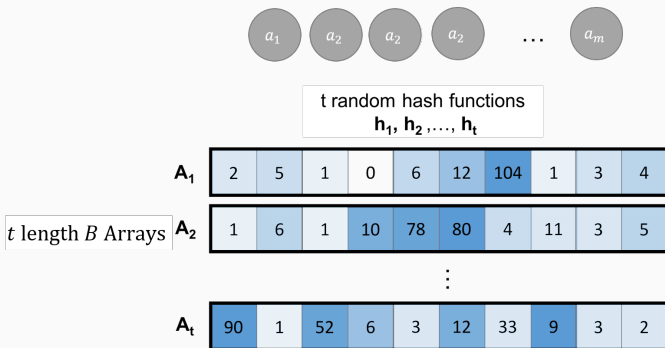 a₁ a₂ a₂ a₂ … aₘ
t random hash functions
h₁, h₂ ,…, hₜ
A₁ 2 5 1 0 6 12 104 1 3 4
t length B Arrays A₂ 1 6 1 10 78 80 4 11 3 5
⋮
Aₜ 90 1 52 6 3 12 33 9 3 2